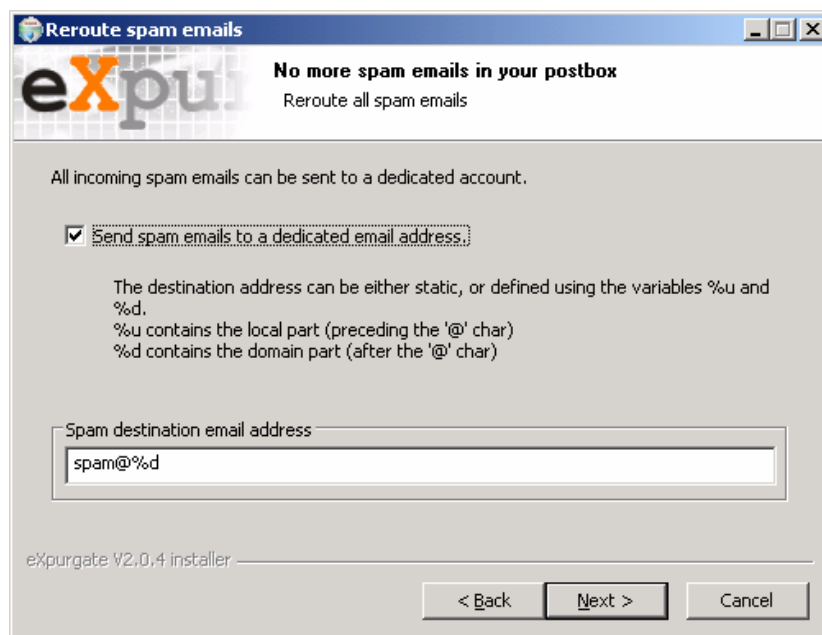 Reroute spam emails
eXpu
No more spam emails in your postbox
Reroute all spam emails
All incoming spam emails can be sent to a dedicated account.
Send spam emails to a dedicated email address.
The destination address can be either static, or defined using the variables %u and
%d.
%u contains the local part (preceding the '@' char)
%d contains the domain part (after the '@' char)
Spam destination email address
spam@%d
eXpurgate V2.0.4 installer
< Back
Next >
Cancel